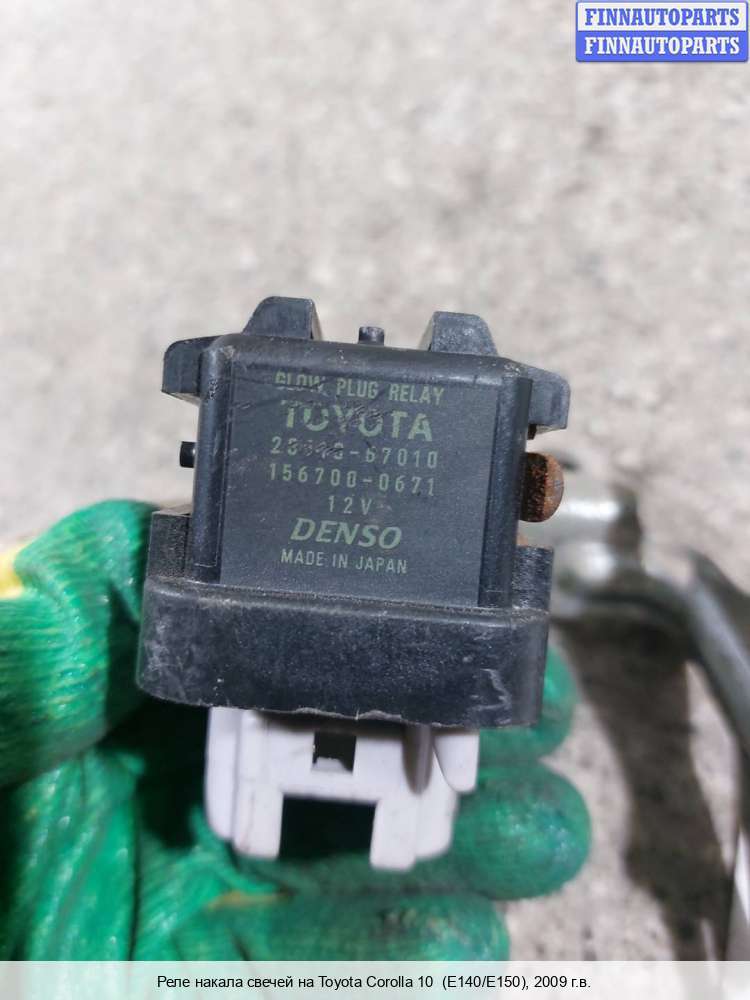 FINNAUTOPARTS
FINNAUTOPARTS
GLOW PLUG RELAY
TOYOTA
156700-0671
12V
DENSO
MADE IN JAPAN
Реле накала свечей на Toyota Corolla 10 (E140/E150), 2009 г.в.